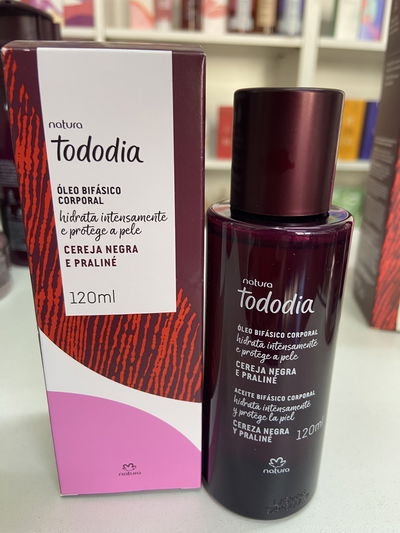 natura
Tododia
ÓLEO BIFÁSICO
CORPORAL
hidrata intensamente
e protege a pele
CEREJA NEGRA
E PRALINÉ
120ml
natura
natura
Tododia
ÓLEO BIFÁSICO CORPORAL
hidrata intensamente
e protege a pele
CEREJA NEGRA
E PRALINÉ
ACEITE BIFÁSICO CORPORAL
hidrata intensamente
y protege la piel
CEREZA NEGRA
Y PRALINÉ
120ml
natura